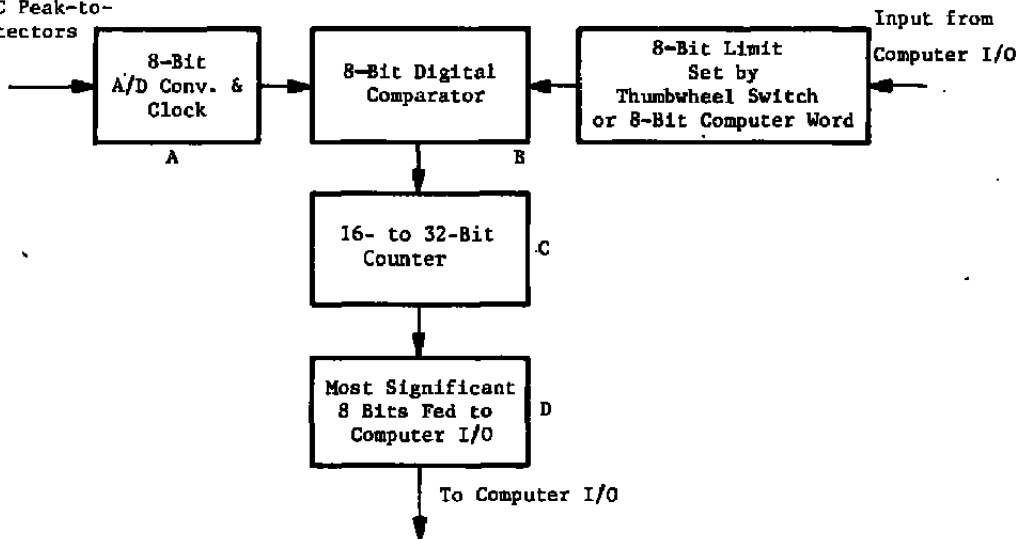 C Peak-to-
tectors
8-Bit
A/D Conv. &
Clock
A
8-Bit Digital
Comparator
B
8-Bit Limit
Set by
Thumbwheel Switch
or 8-Bit Computer Word
Input from
Computer I/O
16- to 32-Bit
Counter
C
Most Significant
8 Bits Fed to
Computer I/O
D
To Computer I/O